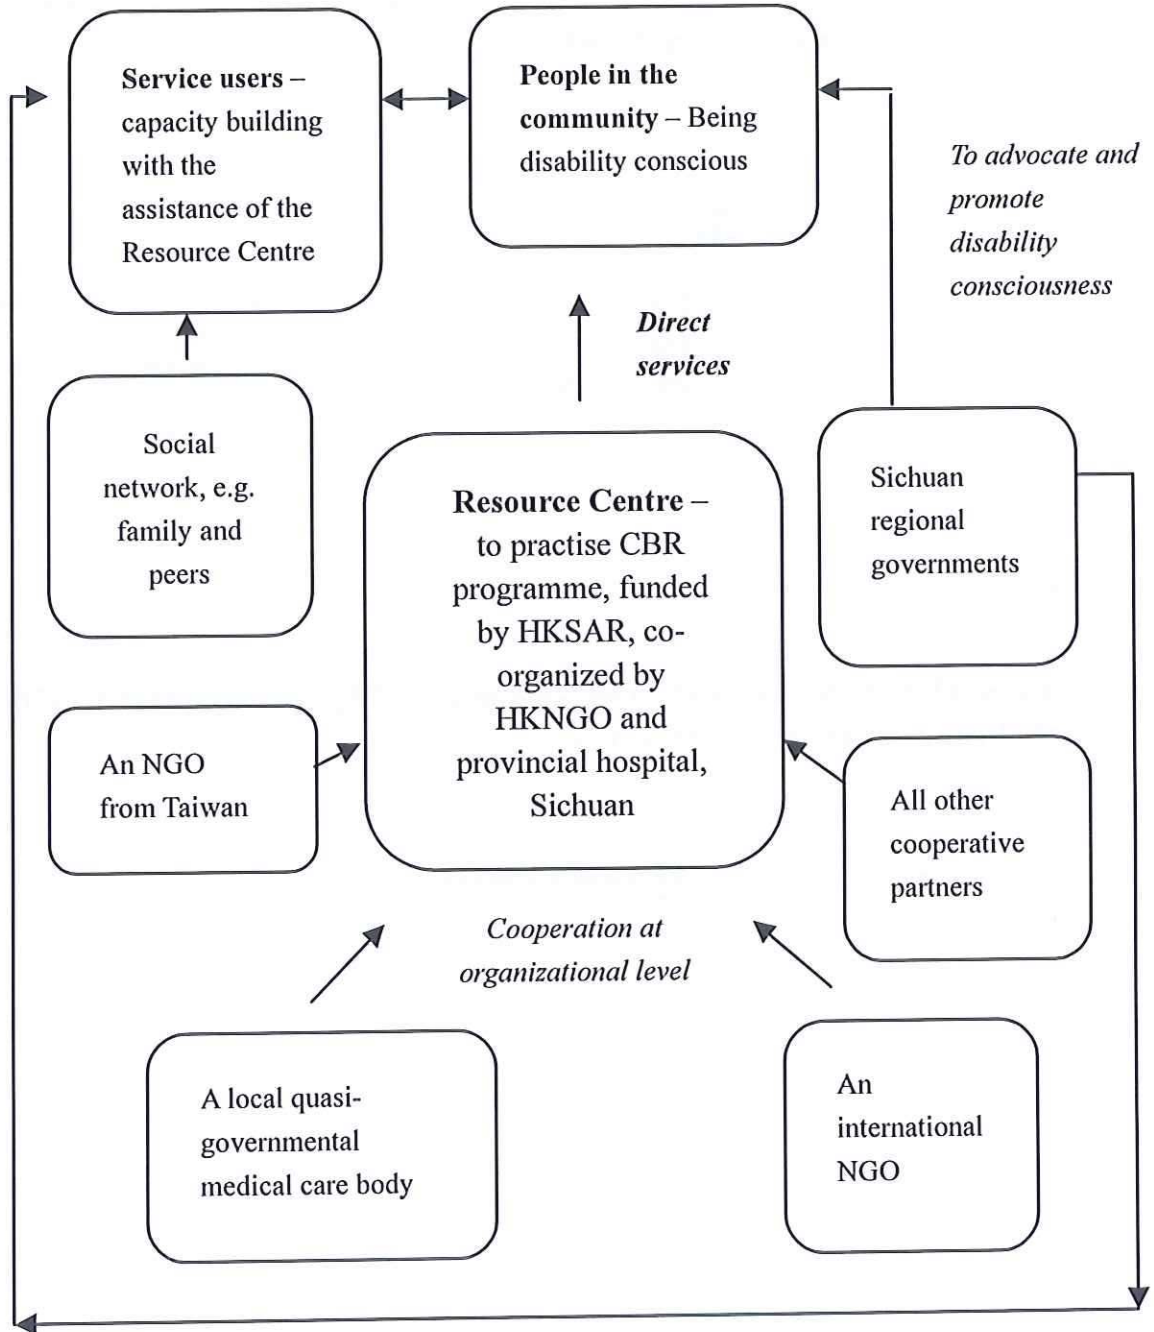 Service users –
capacity building
with the
assistance of the
Resource Centre
People in the
community – Being
disability conscious
To advocate and
promote
disability
consciousness
Direct
services
Social
network, e.g.
family and
peers
Resource Centre –
to practise CBR
programme, funded
by HKSAR, co-
organized by
HKNGO and
provincial hospital,
Sichuan
Sichuan
regional
governments
An NGO
from Taiwan
All other
cooperative
partners
Cooperation at
organizational level
A local quasi-
governmental
medical care body
An
international
NGO